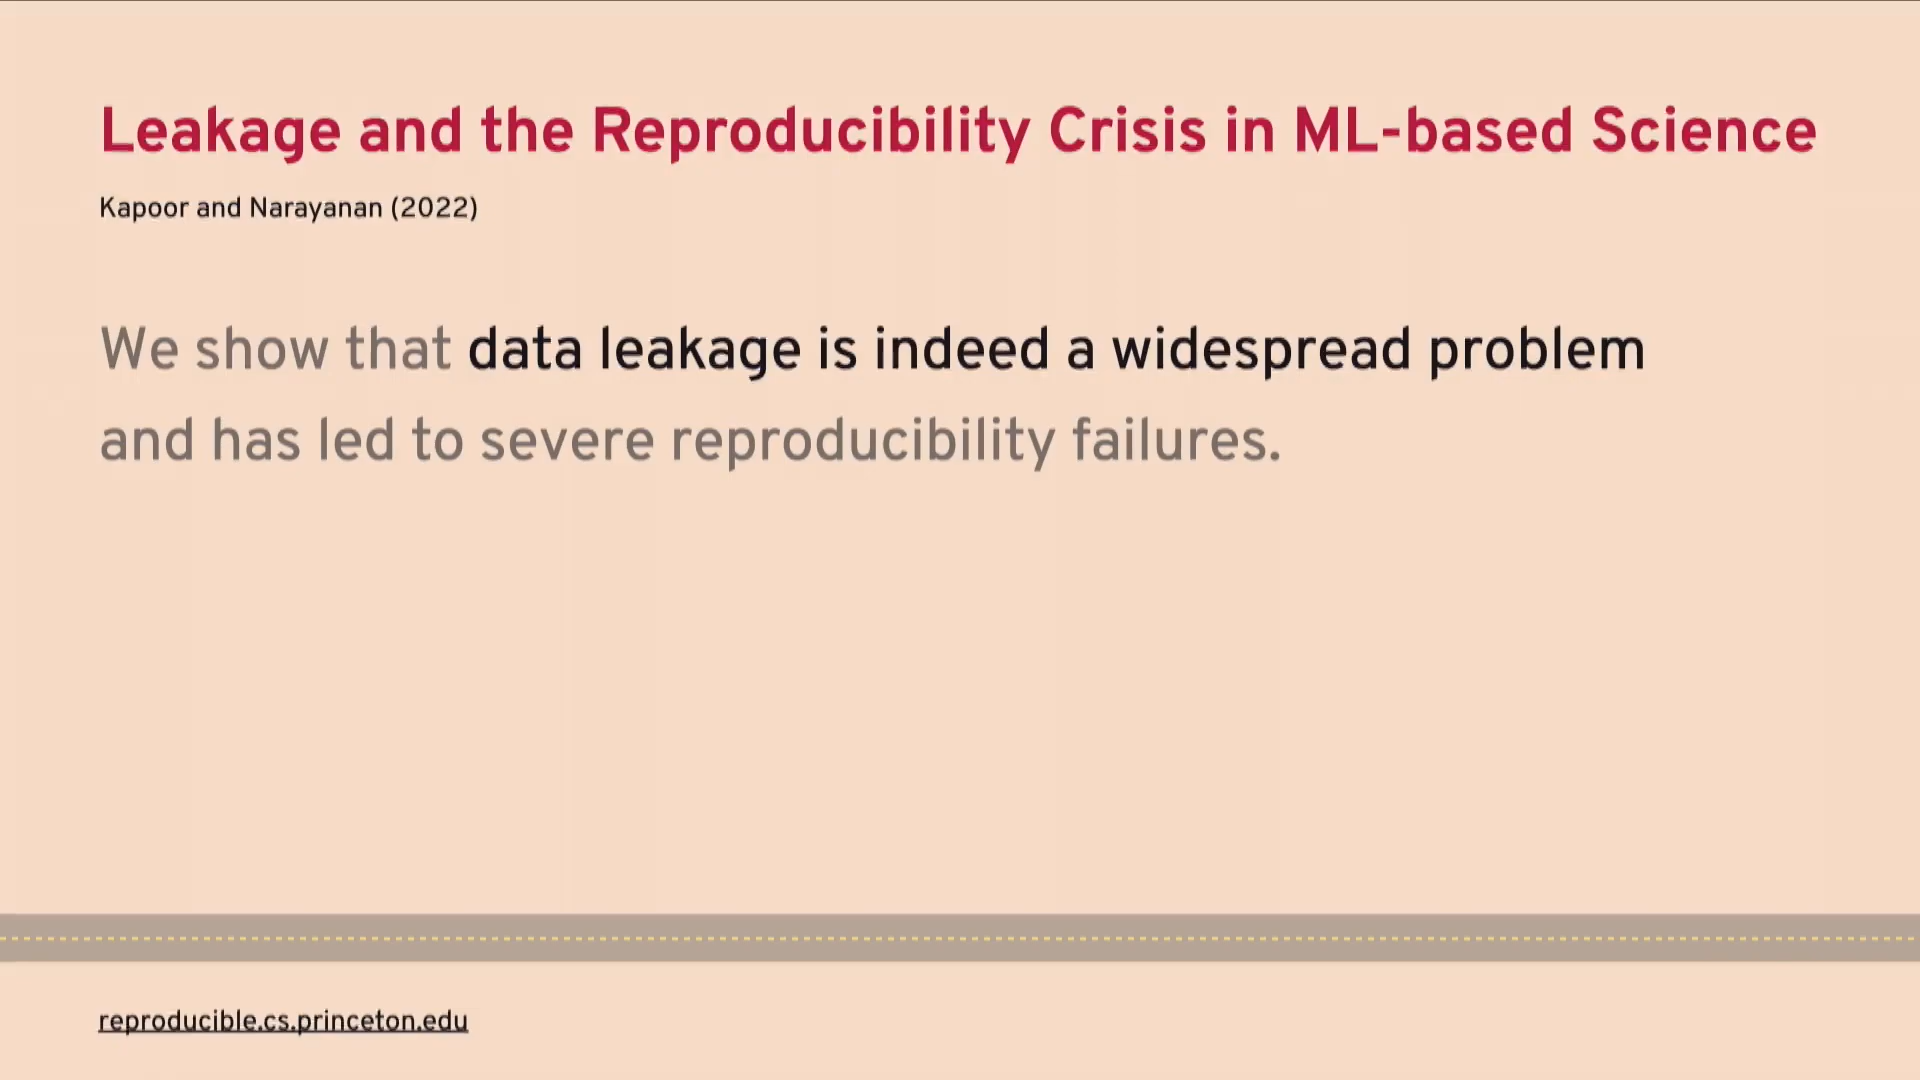 Leakage and the Reproducibility Crisis in ML-based Science
Kapoor and Narayanan (2022)
We show that data leakage is indeed a widespread problem
and has led to severe reproducibility failures.
reproducible.cs.princeton.edu